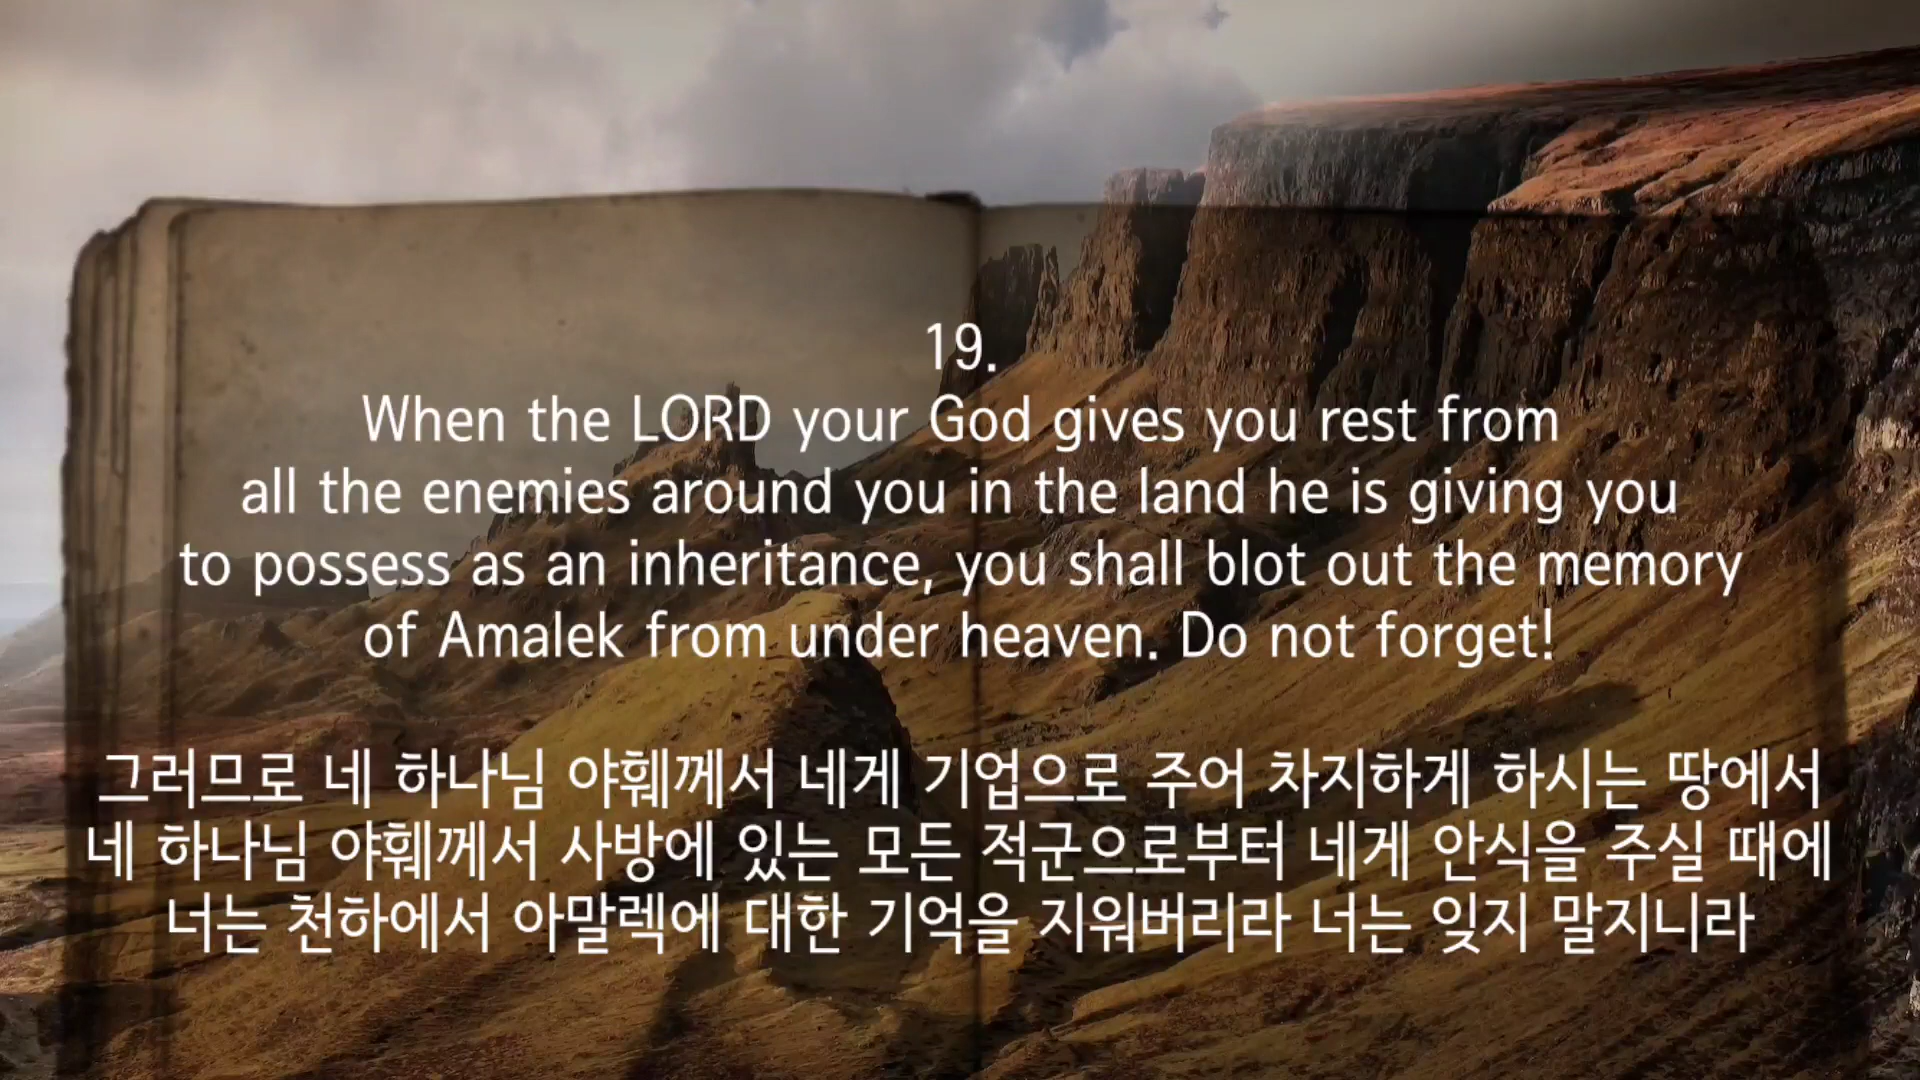 19.
When the LORD your God gives you rest from
all the enemies around you in the land he is giving you
to possess as an inheritance, you shall blot out the memory
of Amalek from under heaven. Do not forget!
그러므로 네 하나님 야훼께서 네게 기업으로 주어 차지하게 하시는 땅에서
네 하나님 야훼께서 사방에 있는 모든 적군으로부터 네게 안식을 주실 때에
너는 천하에서 아말렉에 대한 기억을 지워버리라 너는 잊지 말지니라